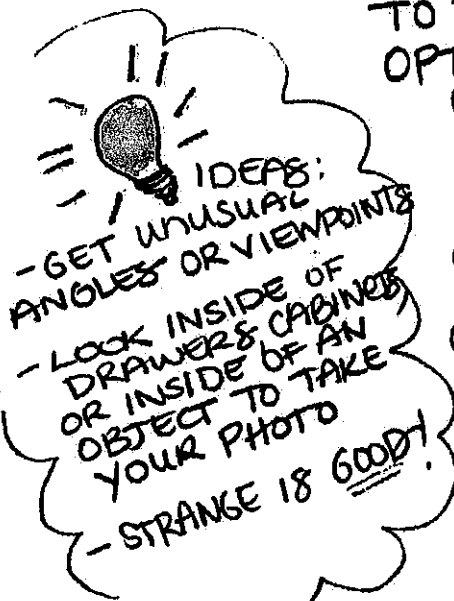 TO
OPT
IDEAS:
- GET UNUSUAL
ANGLES OR VIEWPOINTS
- LOOK INSIDE OF
DRAWERS CABINETS
OR INSIDE OF AN
OBJECT TO TAKE
YOUR PHOTO
- STRANGE IS GOOD!